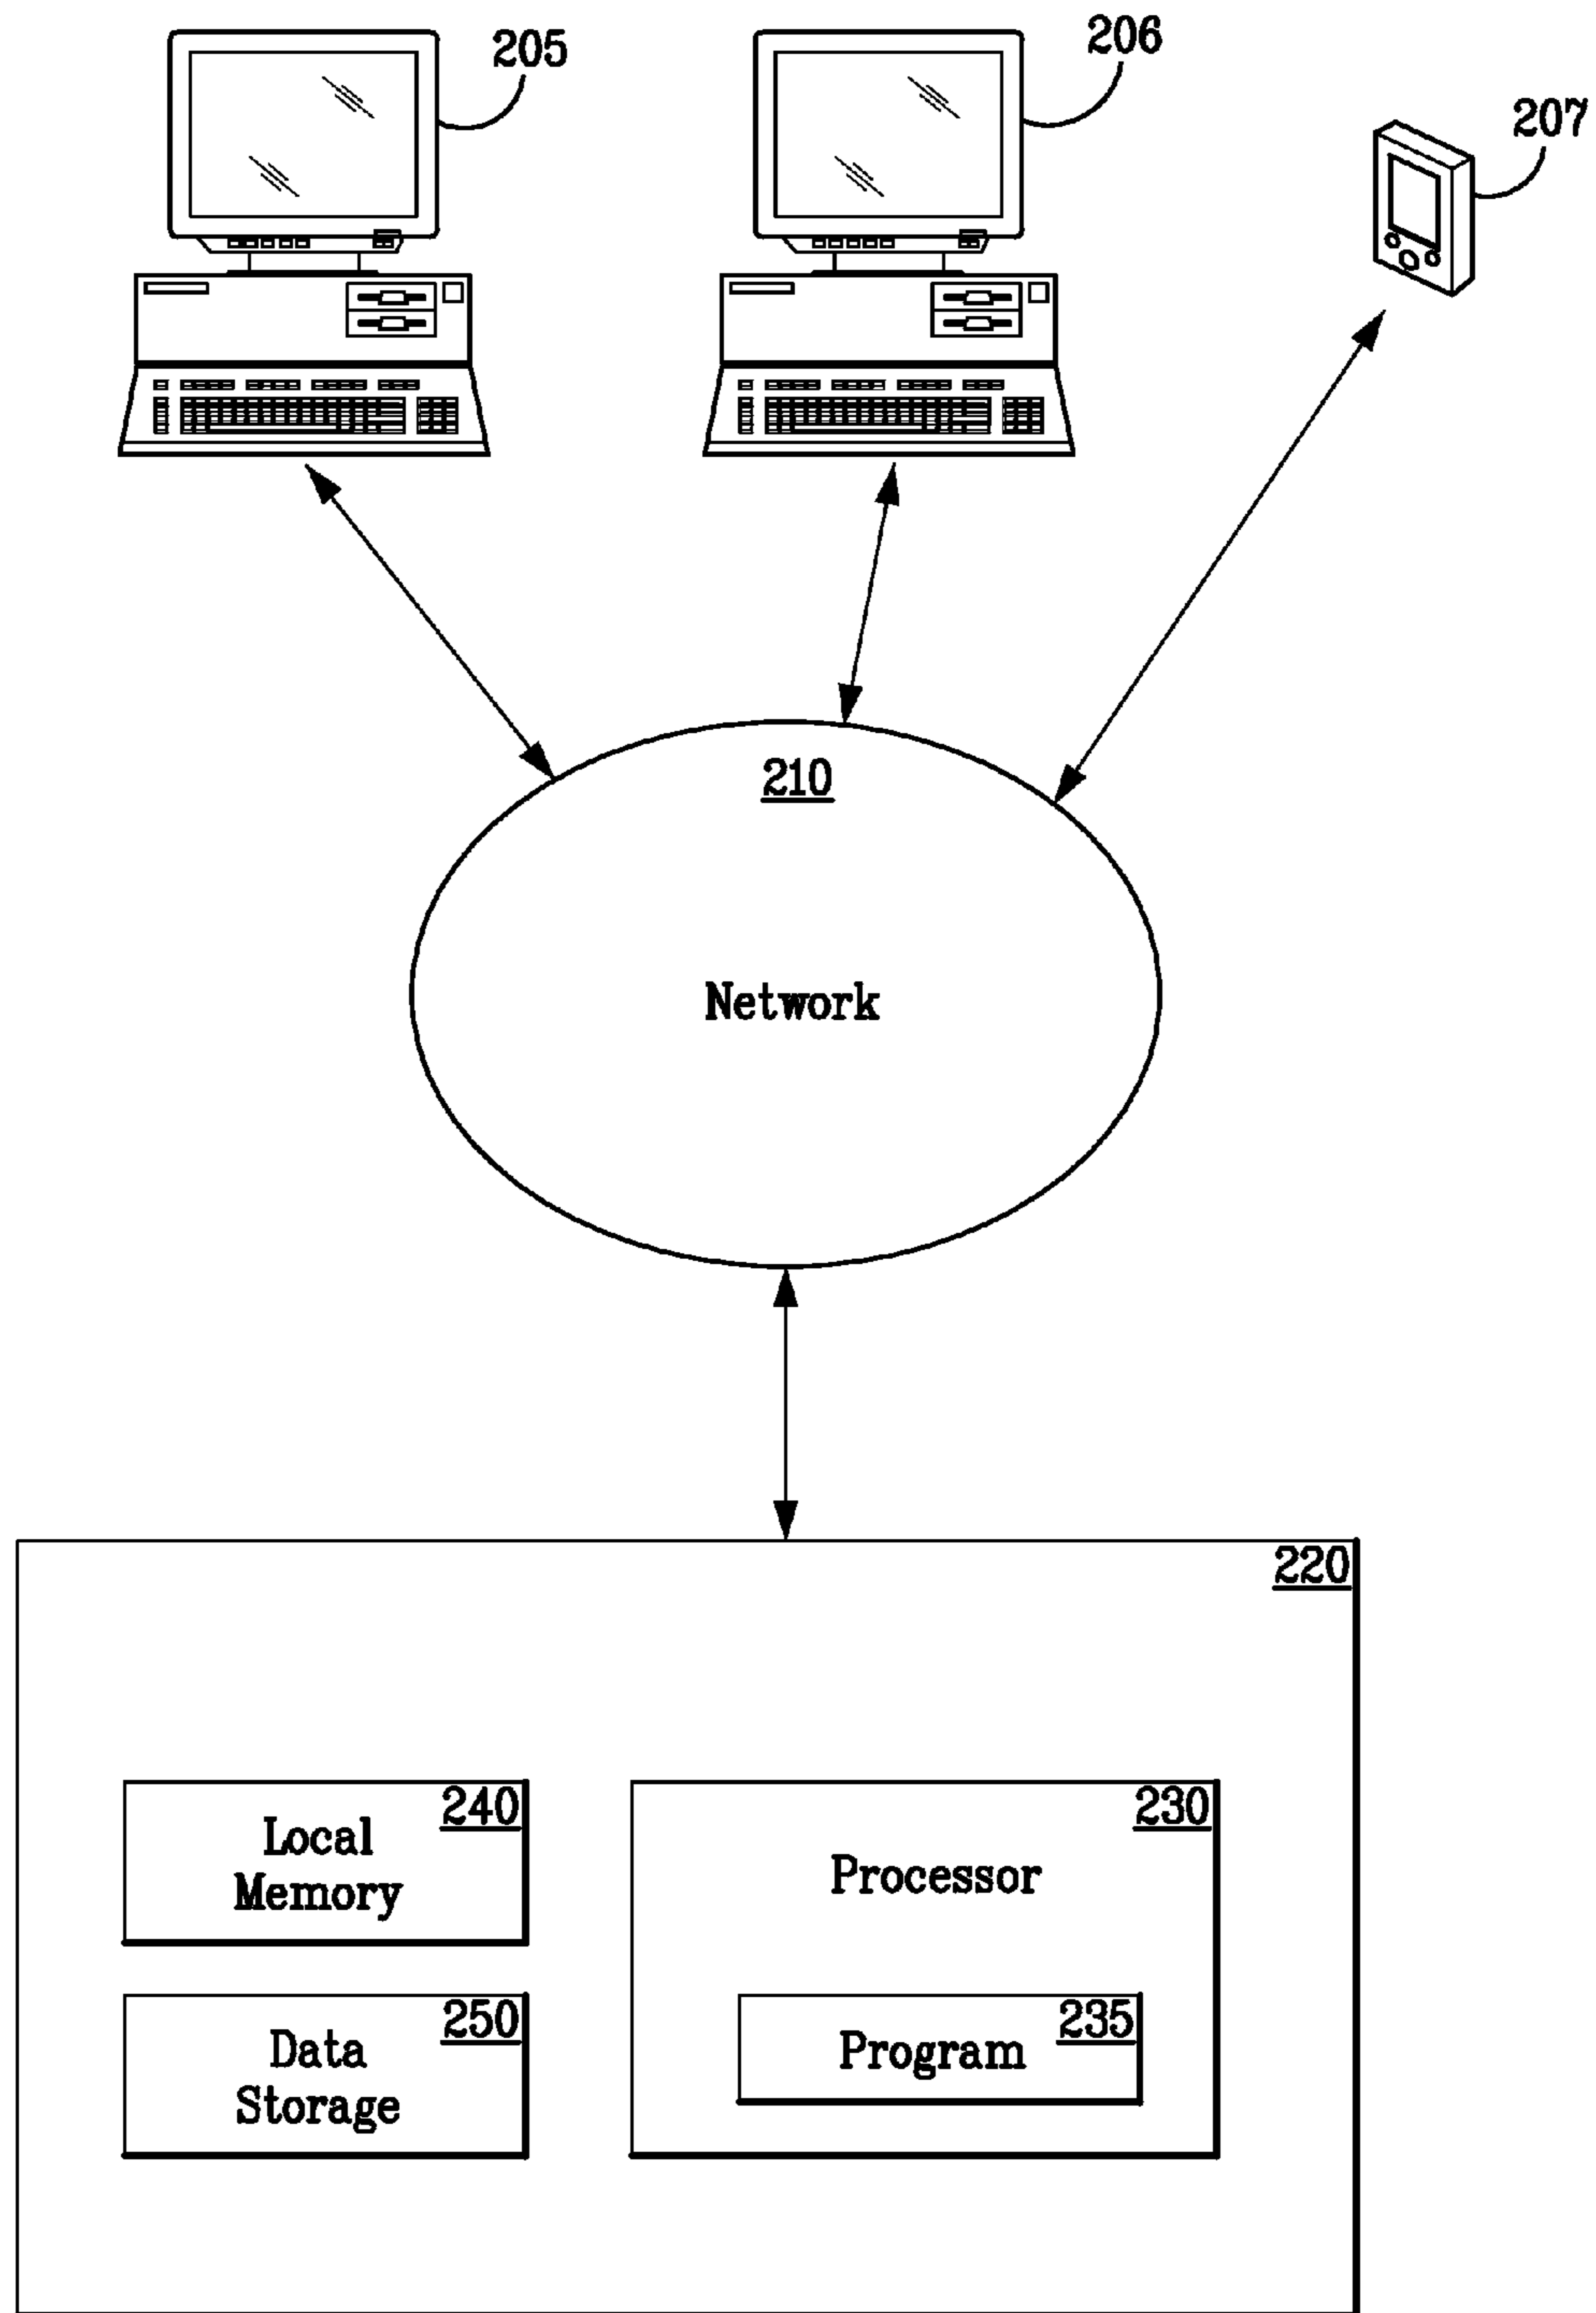 205
206
207
210
Network
220
240
Local
Memory
230
Processor
250
Data
Storage
235
Program